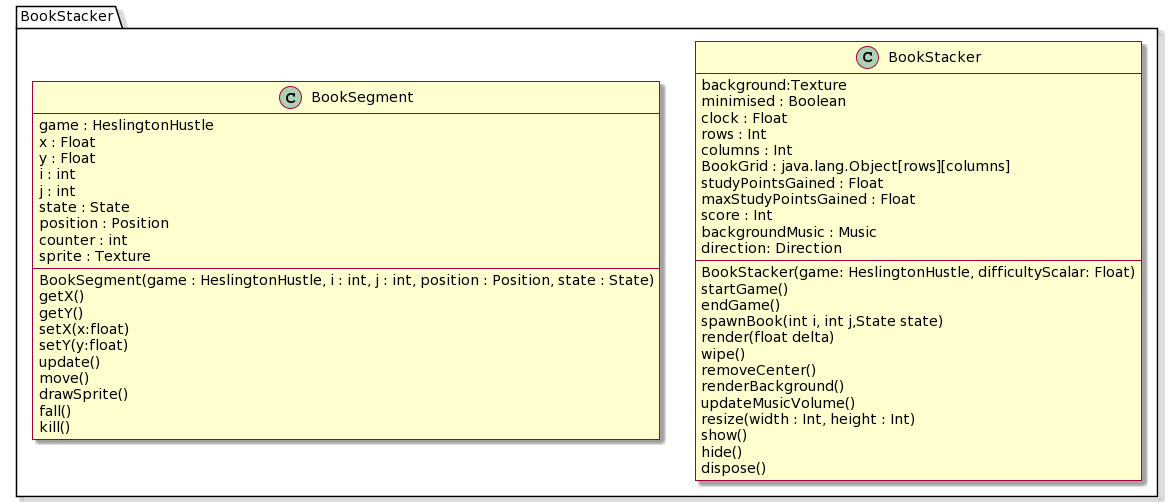 BookStacker
C BookSegment
game : HeslingtonHustle
x : Float
y : Float
i : int
j : int
state : State
position : Position
counter : int
sprite : Texture
BookSegment(game : HeslingtonHustle, i : int, j : int, position : Position, state : State)
getX()
getY()
setX(x:float)
setY(y:float)
update()
move()
drawSprite()
fall()
kill()
C BookStacker
background:Texture
minimised : Boolean
clock : Float
rows : Int
columns : Int
BookGrid : java.lang.Object[rows][columns]
studyPointsGained : Float
maxStudyPointsGained : Float
score : Int
backgroundMusic : Music
direction: Direction
BookStacker(game: HeslingtonHustle, difficultyScalar: Float)
startGame()
endGame()
spawnBook(int i, int j,State state)
render(float delta)
wipe()
removeCenter()
renderBackground()
updateMusicVolume()
resize(width : Int, height : Int)
show()
hide()
dispose()